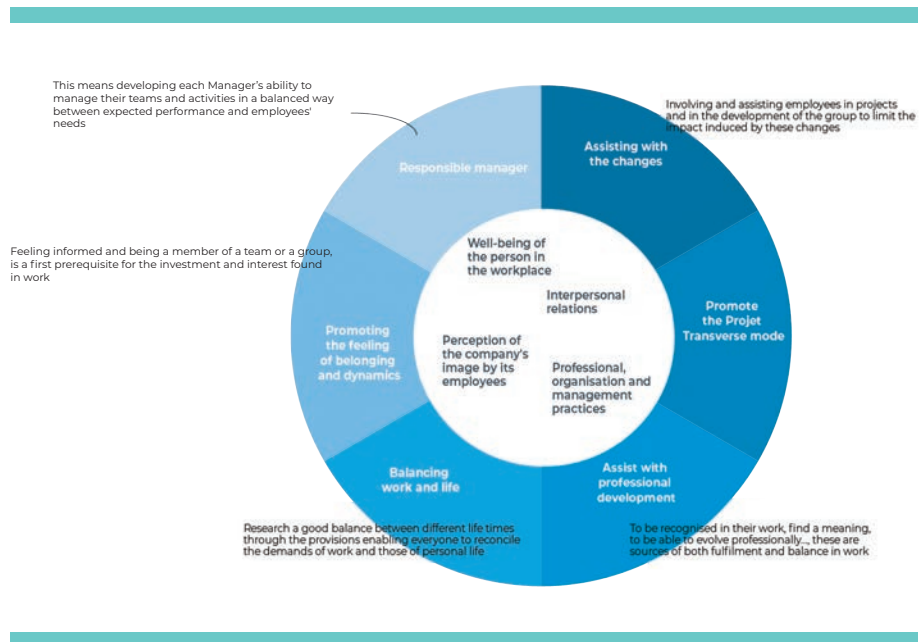 This means developing each Manager's ability to
manage their teams and activities in a balanced way
between expected performance and employees'
needs
Involving and assisting employees in projects
and in the development of the group to limit the
impact induced by these changes
Responsible manager
Assisting with
the changes
Feeling informed and being a member of a team or a group,
is a first prerequisite for the investment and interest found
in work
Well-being of
the person in
the workplace
Interpersonal
relations
Perception of
the company's
image by its
employees
Professional,
organisation and
management
practices
Promote
the Projet
Transverse mode
Promoting
the feeling
of belonging
and dynamics
Balancing
work and life
Assist with
professional
development
Research a good balance between different life times
through the provisions enabling everyone to reconcile
the demands of work and those of personal life
To be recognised in their work, find a meaning,
to be able to evolve professionally..., these are
sources of both fulfilment and balance in work